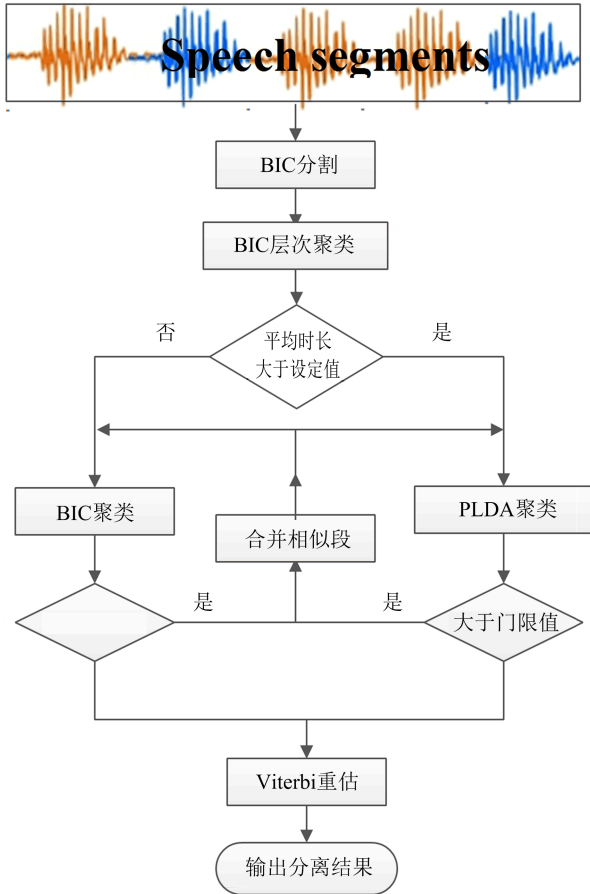 Speech segments
BIC分割
BIC层次聚类
否
平均时长
大于设定值
是
BIC聚类
合并相似段
PLDA聚类
是
是
大于门限值
Viterbi重估
输出分离结果